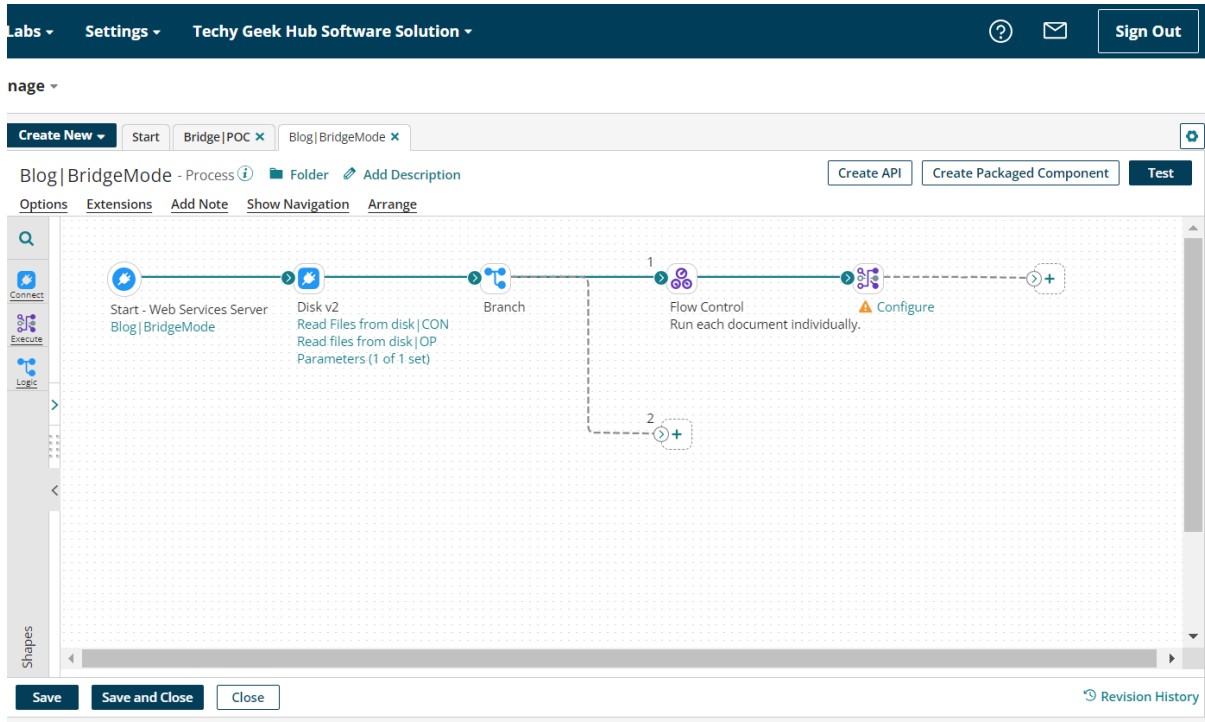 Labs
Settings
Techy Geek Hub Software Solution
Sign Out
nage
Create New
Start
Bridge|POC
Blog|BridgeMode
Blog|BridgeMode - Process
Folder
Add Description
Create API
Create Packaged Component
Test
Options
Extensions
Add Note
Show Navigation
Arrange
Connect
Execute
Logic
Shapes
Start - Web Services Server
Blog|BridgeMode
Disk v2
Read Files from disk|CON
Read files from disk|OP
Parameters (1 of 1 set)
Branch
1
Flow Control
Run each document individually.
Configure
2
Save
Save and Close
Close
Revision History